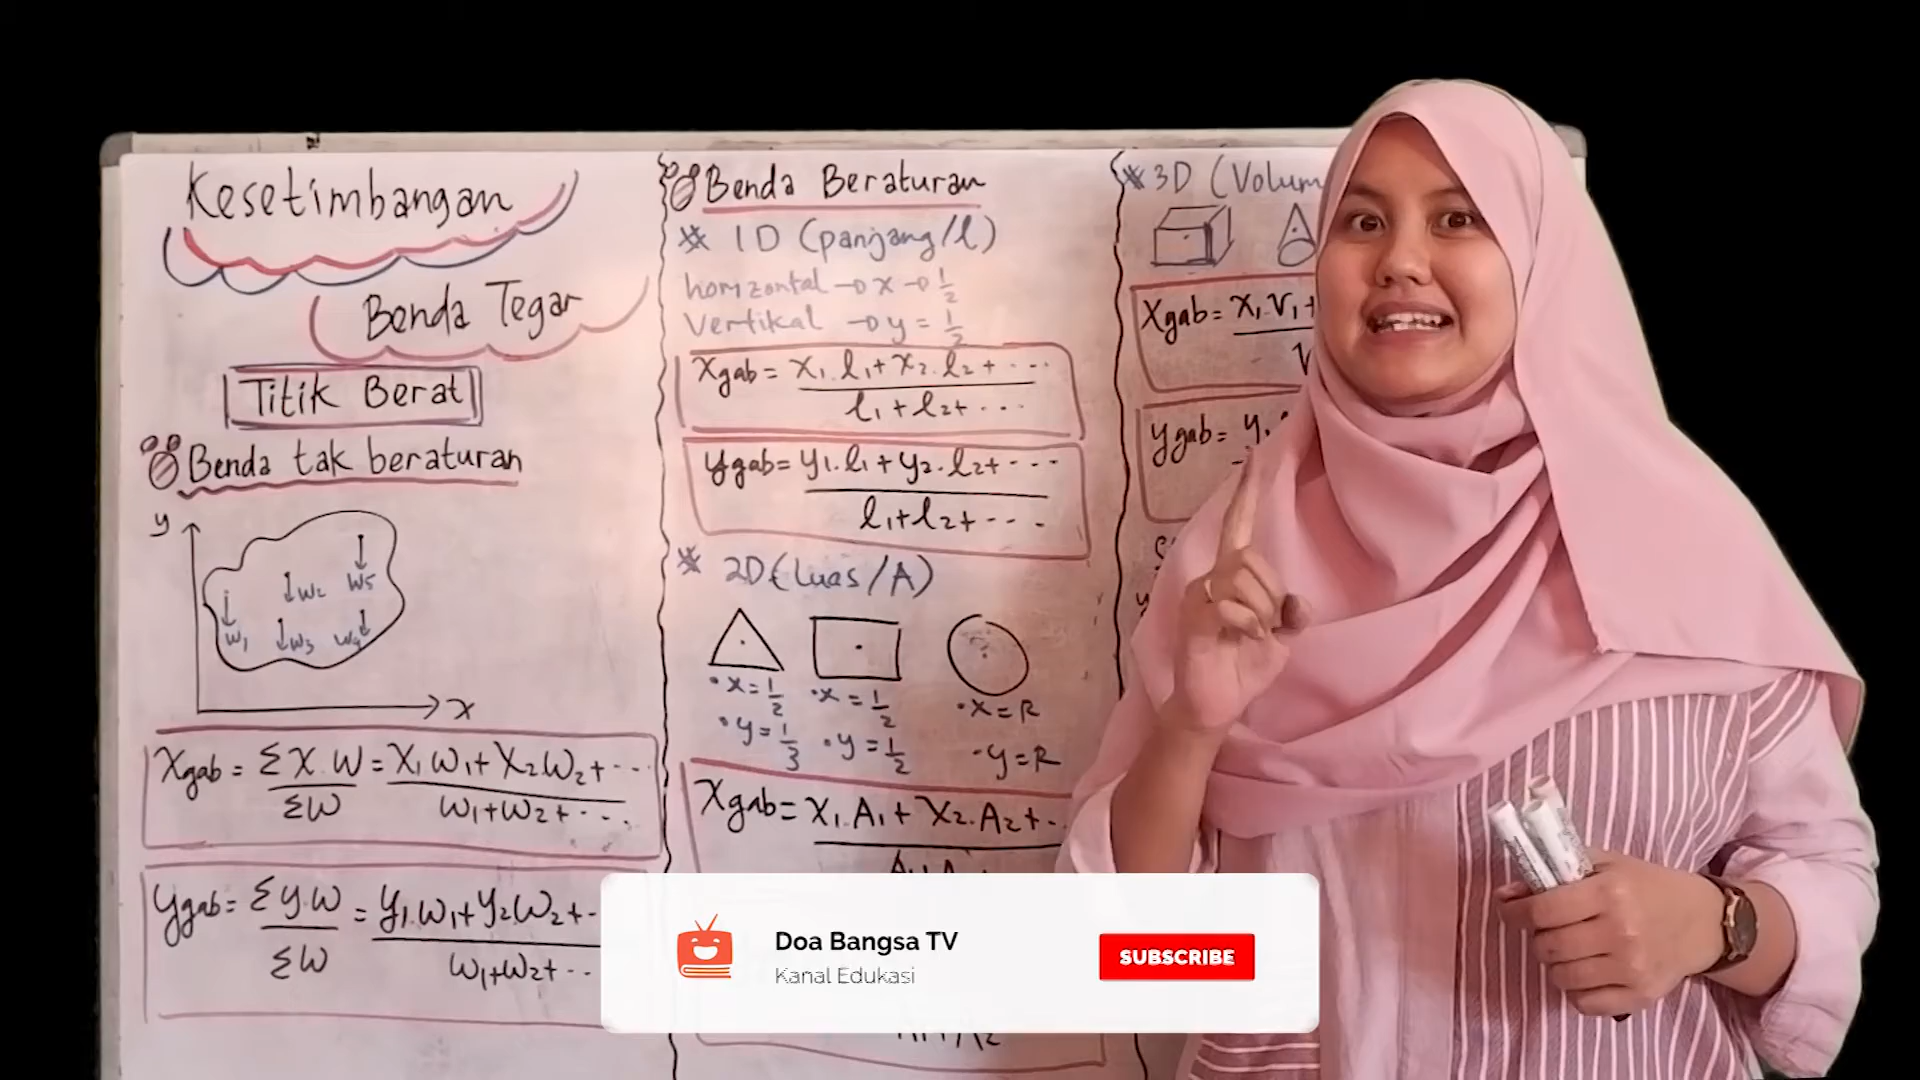 Kesetimbangan
Benda Tegar
Titik Berat
Benda tak beraturan
y
W5
W2
W1
W3
W4
x
Xgab = Σx.W/ΣW = X1W1 + X2W2 + .../W1+W2+...
Ygab = Σy.W/ΣW = y1.W1+y2W2+-/W1+W2+--
Benda Beraturan
1D (panjang/l)
horizontal → x → 1/2
Vertikal → y = 1/2
Xgab = x1.l1 + x2.l2 + .../l1 + l2 + ...
ygab = y1.l1 + y2.l2 + .../l1 + l2 + ...
2D (Luas/A)
• x = 1/2
• y = 1/3
• x = 1/2
• y = 1/2
• x = R
- y = R
Xgab = x1.A1 + x2.A2 + ..
3D (Volum
Xgab = x1.V1 +
ygab = y1
Doa Bangsa TV
Kanal Edukasi
SUBSCRIBE